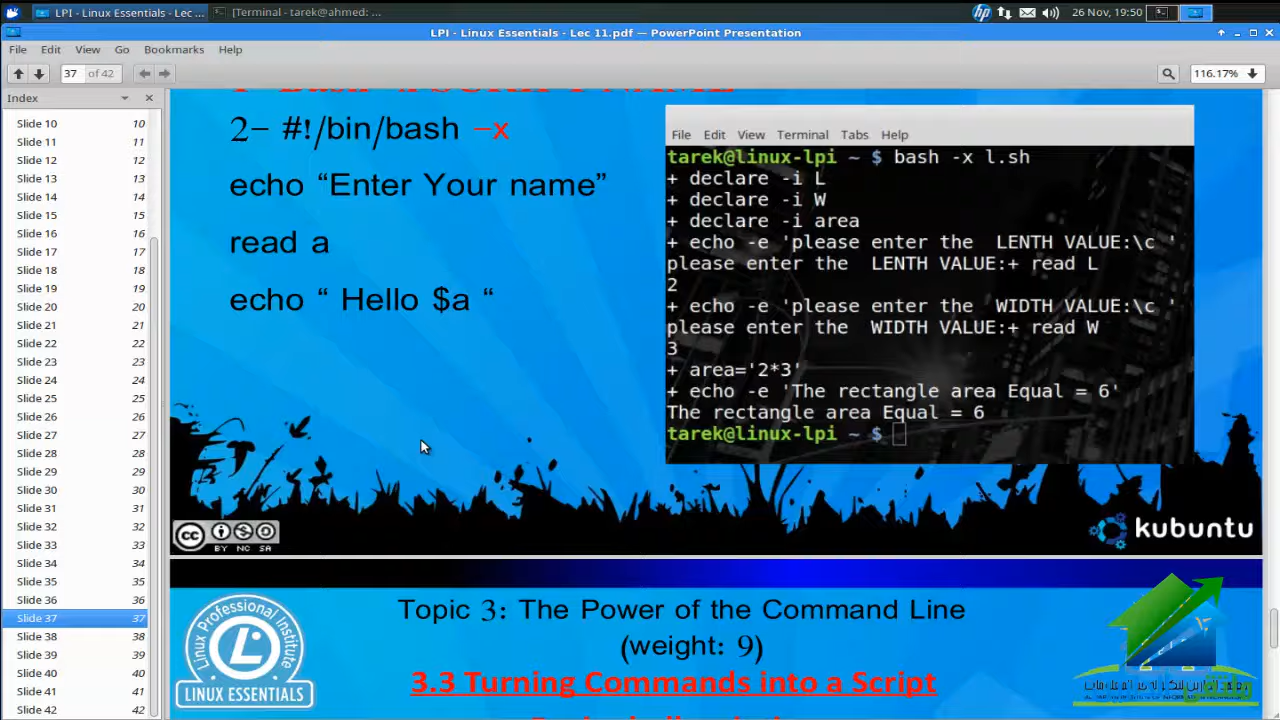 LPI - Linux Essentials - Lec ...
[Terminal - tarek@ahmed: ...
26 Nov, 19:50
LPI - Linux Essentials - Lec 11.pdf — PowerPoint Presentation
File Edit View Go Bookmarks Help
37 of 42
116.17%
Index
Slide 10 10
Slide 11 11
Slide 12 12
Slide 13 13
Slide 14 14
Slide 15 15
Slide 16 16
Slide 17 17
Slide 18 18
Slide 19 19
Slide 20 20
Slide 21 21
Slide 22 22
Slide 23 23
Slide 24 24
Slide 25 25
Slide 26 26
Slide 27 27
Slide 28 28
Slide 29 29
Slide 30 30
Slide 31 31
Slide 32 32
Slide 33 33
Slide 34 34
Slide 35 35
Slide 36 36
Slide 37 37
Slide 38 38
Slide 39 39
Slide 40 40
Slide 41 41
Slide 42 42
2– #!/bin/bash –x
echo “Enter Your name”
read a
echo “ Hello $a “
File Edit View Terminal Tabs Help
tarek@linux-lpi ~ $ bash -x l.sh
+ declare -i L
+ declare -i W
+ declare -i area
+ echo -e 'please enter the  LENTH VALUE:\c '
please enter the  LENTH VALUE:+ read L
2
+ echo -e 'please enter the  WIDTH VALUE:\c '
please enter the  WIDTH VALUE:+ read W
3
+ area='2*3'
+ echo -e 'The rectangle area Equal = 6'
The rectangle area Equal = 6
tarek@linux-lpi ~ $
cc
BY NC SA
kubuntu
Topic 3: The Power of the Command Line
(weight: 9)
3.3 Turning Commands into a Script
Linux Professional Institute
LINUX ESSENTIALS
hp